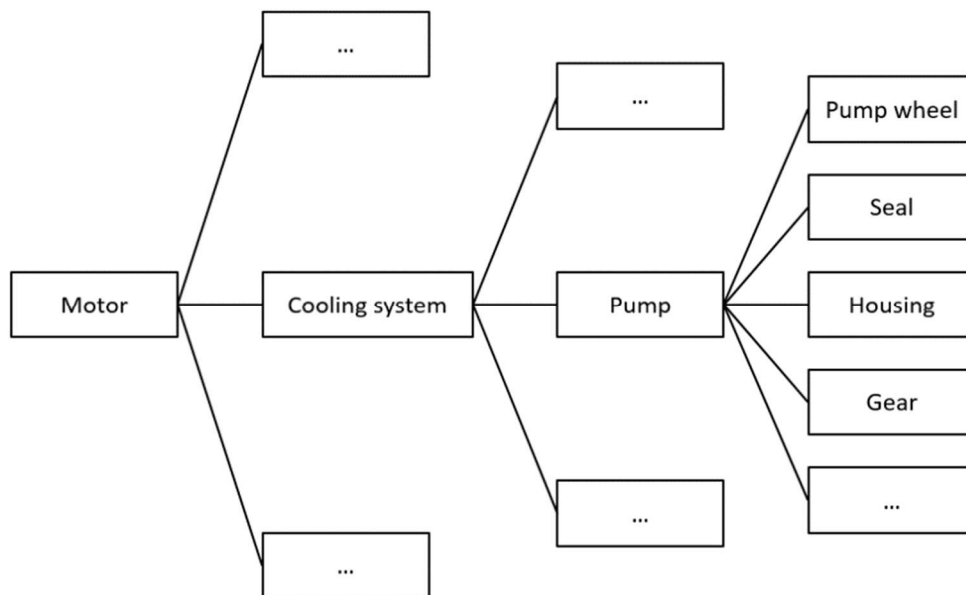 ...
...
Pump wheel
Seal
Motor
Cooling system
Pump
Housing
Gear
...
...
...